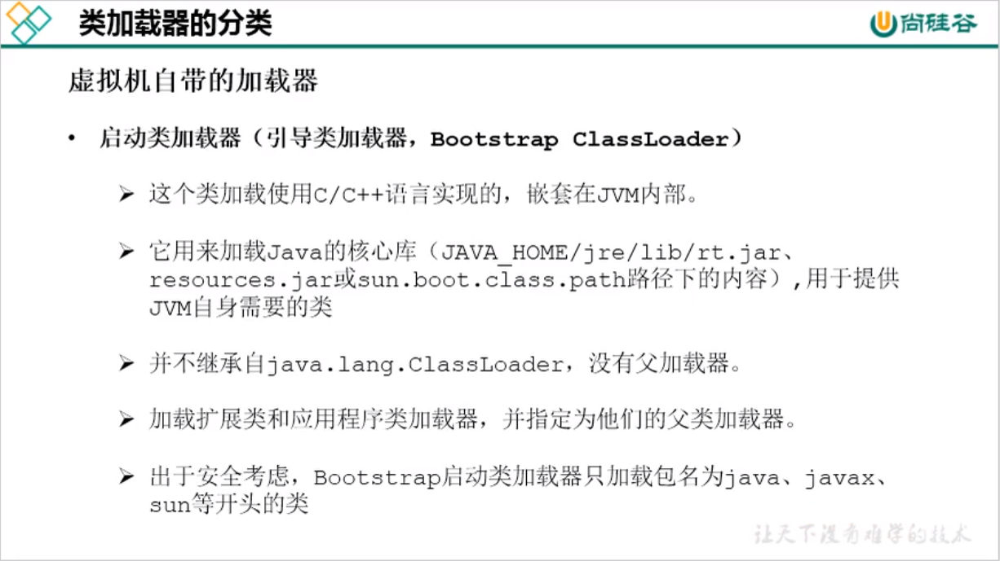 类加载器的分类
尚硅谷
虚拟机自带的加载器
• 启动类加载器（引导类加载器，Bootstrap ClassLoader）
➢ 这个类加载使用C/C++语言实现的，嵌套在JVM内部。
➢ 它用来加载Java的核心库（JAVA_HOME/jre/lib/rt.jar、
resources.jar或sun.boot.class.path路径下的内容）,用于提供
JVM自身需要的类
➢ 并不继承自java.lang.ClassLoader，没有父加载器。
➢ 加载扩展类和应用程序类加载器，并指定为他们的父类加载器。
➢ 出于安全考虑，Bootstrap启动类加载器只加载包名为java、javax、
sun等开头的类
让天下没有难学的技术